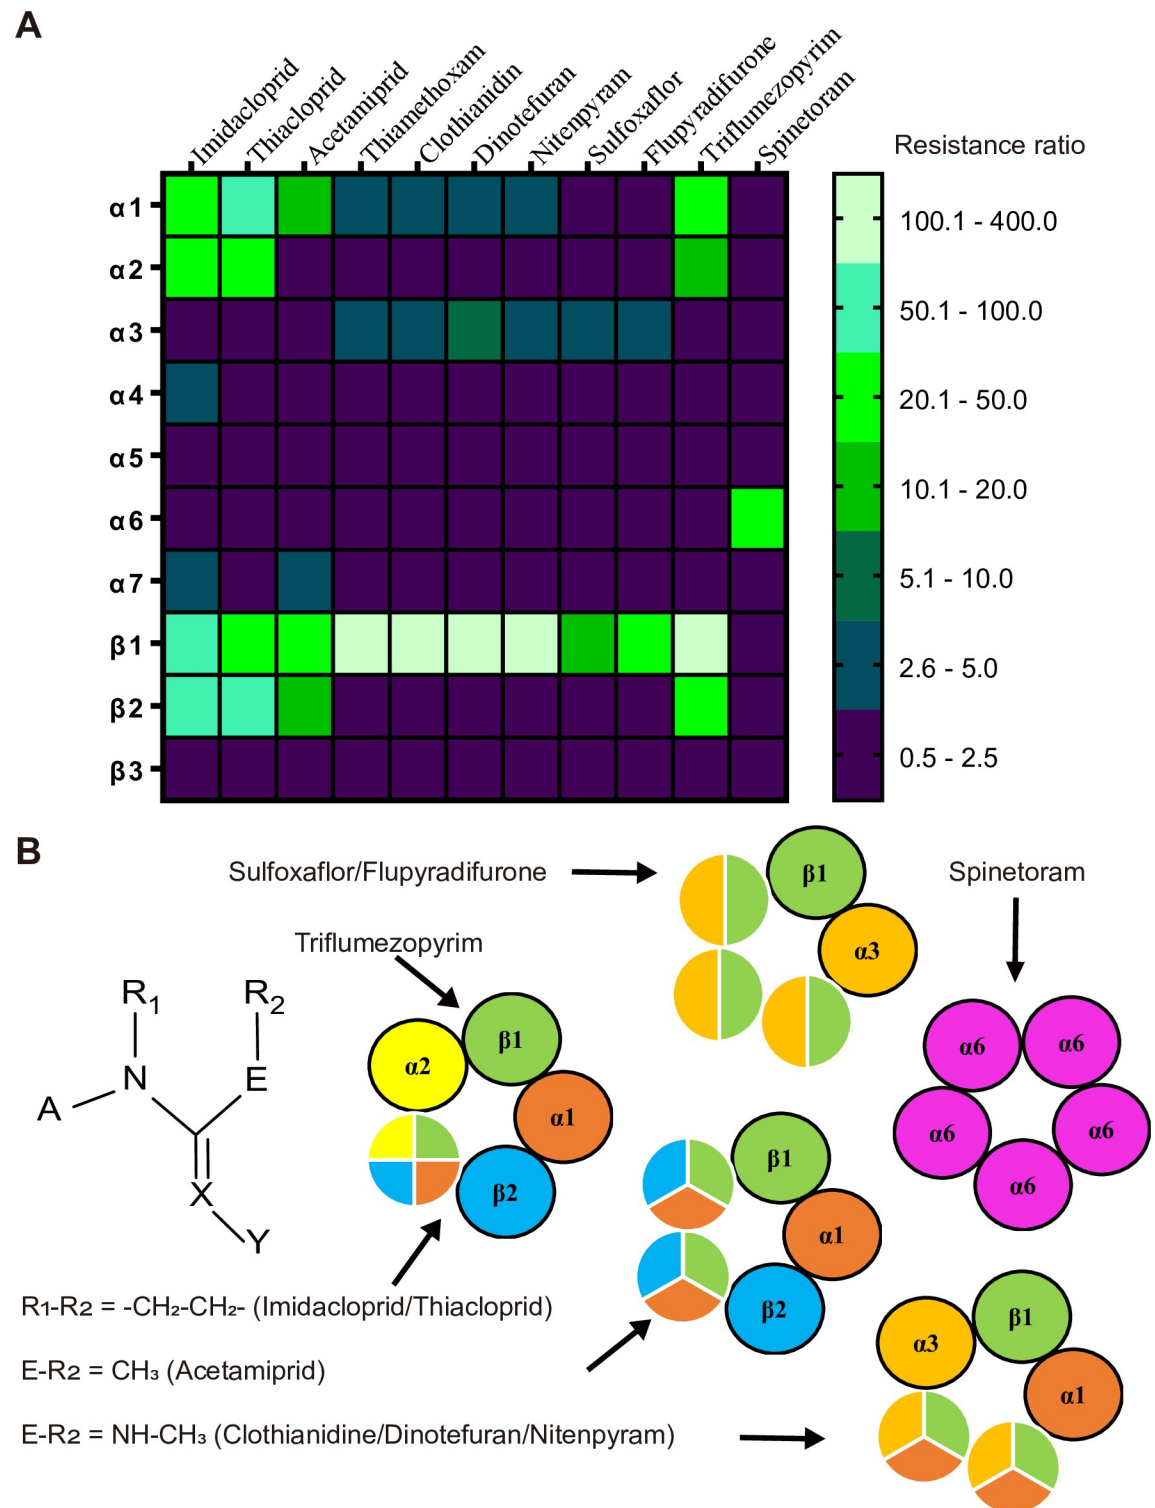 A
Imidacloprid
Thiacloprid
Acetamiprid
Thiamethoxam
Clothianidin
Dinotefuran
Nitenpyram
Sulfoxaflor
Flupyradifurone
Triflumezopyrim
Spinetoram
Resistance ratio
α1
α2
α3
α4
α5
α6
α7
β1
β2
β3
100.1 - 400.0
50.1 - 100.0
20.1 - 50.0
10.1 - 20.0
5.1 - 10.0
2.6 - 5.0
0.5 - 2.5
B
Sulfoxaflor/Flupyradifurone
β1
α3
Spinetoram
Triflumezopyrim
R1
R2
N
E
A
X
Y
α2
β1
α1
β2
α6
α6
α6
α6
α6
β1
α1
β2
α3
β1
α1
R1-R2 = -CH₂-CH₂- (Imidacloprid/Thiacloprid)
E-R2 = CH₃ (Acetamiprid)
E-R2 = NH-CH₃ (Clothianidine/Dinotefuran/Nitenpyram)